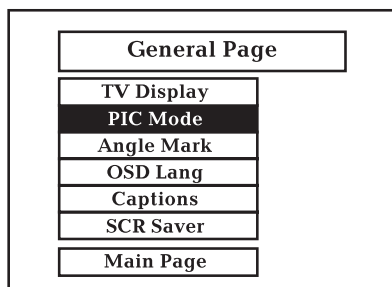 General Page
TV Display
PIC Mode
Angle Mark
OSD Lang
Captions
SCR Saver
Main Page